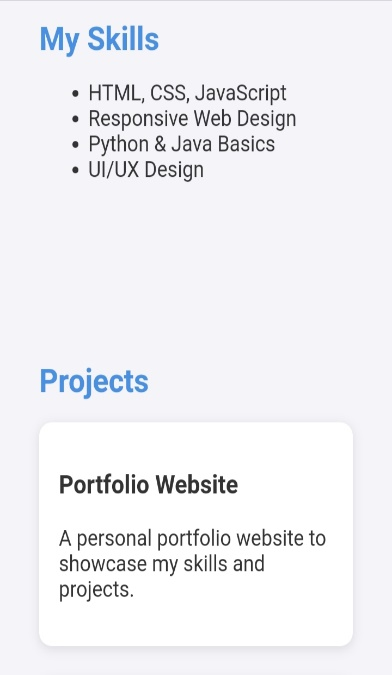 My Skills
• HTML, CSS, JavaScript
• Responsive Web Design
• Python & Java Basics
• UI/UX Design
Projects
Portfolio Website
A personal portfolio website to
showcase my skills and
projects.